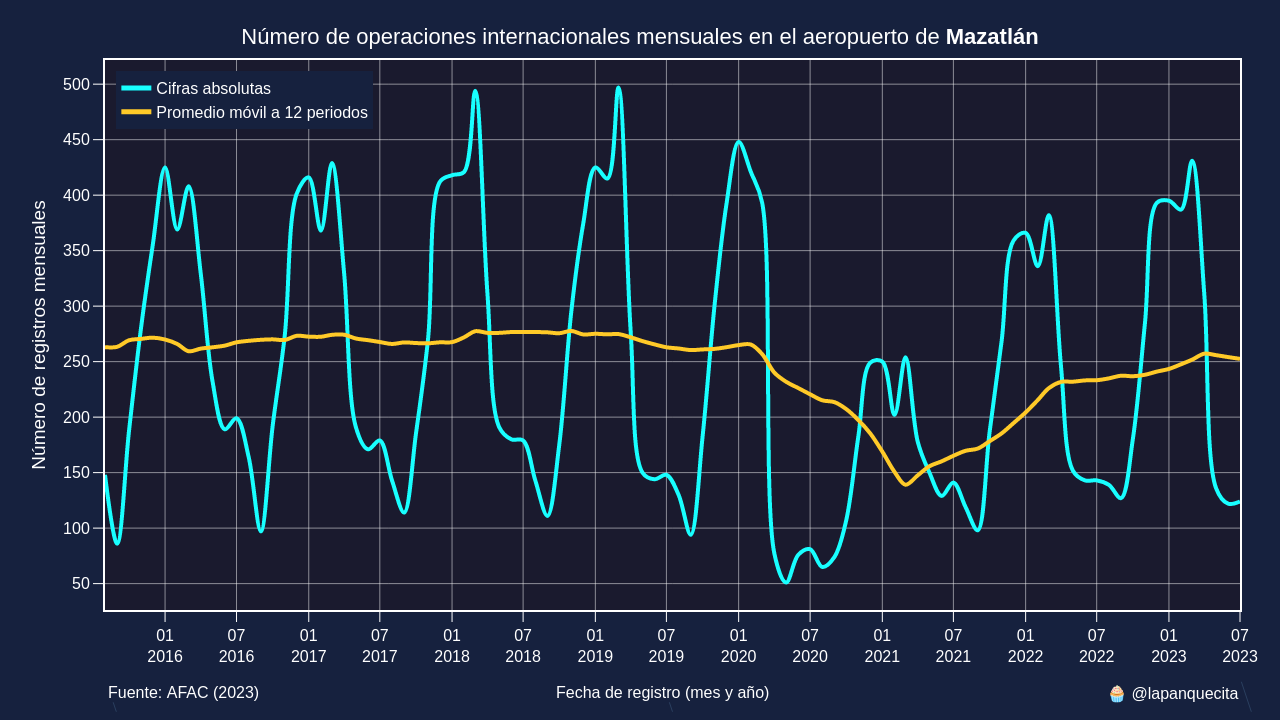 Número de operaciones internacionales mensuales en el aeropuerto de Mazatlán
Cifras absolutas
Promedio móvil a 12 periodos
Número de registros mensuales
500
450
400
350
300
250
200
150
100
50
01 07 01 07 01 07 01 07 01 07 01 07 01 07 01 07
2016 2016 2017 2017 2018 2018 2019 2019 2020 2020 2021 2021 2022 2022 2023 2023
Fuente: AFAC (2023) Fecha de registro (mes y año) 🧁 @lapanquecita